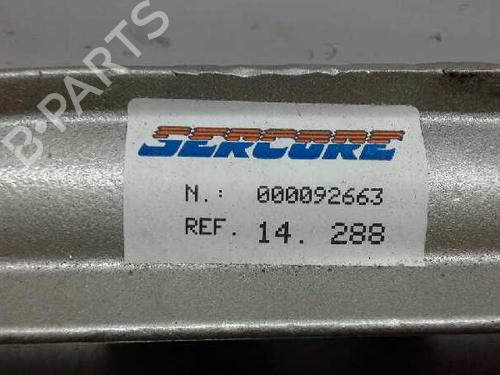 B-PARTS
SERCORE
N.: 000092663
REF. 14. 288